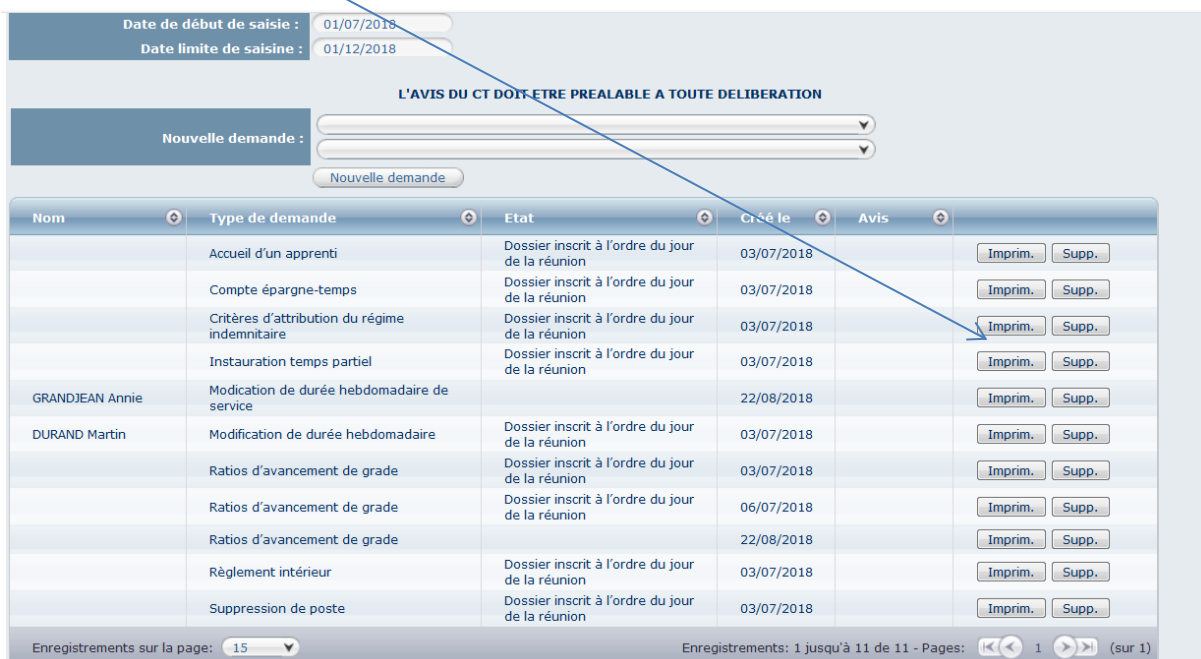 Date de début de saisie : 01/07/2018
Date limite de saisine : 01/12/2018
L'AVIS DU CT DOIT ETRE PREALABLE A TOUTE DELIBERATION
Nouvelle demande :
Nouvelle demande
Nom Type de demande Etat Créé le Avis
Accueil d'un apprenti Dossier inscrit à l'ordre du jour de la réunion 03/07/2018 Imprim. Supp.
Compte épargne-temps Dossier inscrit à l'ordre du jour de la réunion 03/07/2018 Imprim. Supp.
Critères d'attribution du régime indemnitaire Dossier inscrit à l'ordre du jour de la réunion 03/07/2018 Imprim. Supp.
Instauration temps partiel Dossier inscrit à l'ordre du jour de la réunion 03/07/2018 Imprim. Supp.
GRANDJEAN Annie Modication de durée hebdomadaire de service 22/08/2018 Imprim. Supp.
DURAND Martin Modification de durée hebdomadaire Dossier inscrit à l'ordre du jour de la réunion 03/07/2018 Imprim. Supp.
Ratios d'avancement de grade Dossier inscrit à l'ordre du jour de la réunion 03/07/2018 Imprim. Supp.
Ratios d'avancement de grade Dossier inscrit à l'ordre du jour de la réunion 06/07/2018 Imprim. Supp.
Ratios d'avancement de grade 22/08/2018 Imprim. Supp.
Règlement intérieur Dossier inscrit à l'ordre du jour de la réunion 03/07/2018 Imprim. Supp.
Suppression de poste Dossier inscrit à l'ordre du jour de la réunion 03/07/2018 Imprim. Supp.
Enregistrements sur la page: 15 Enregistrements: 1 jusqu'à 11 de 11 - Pages: 1 (sur 1)